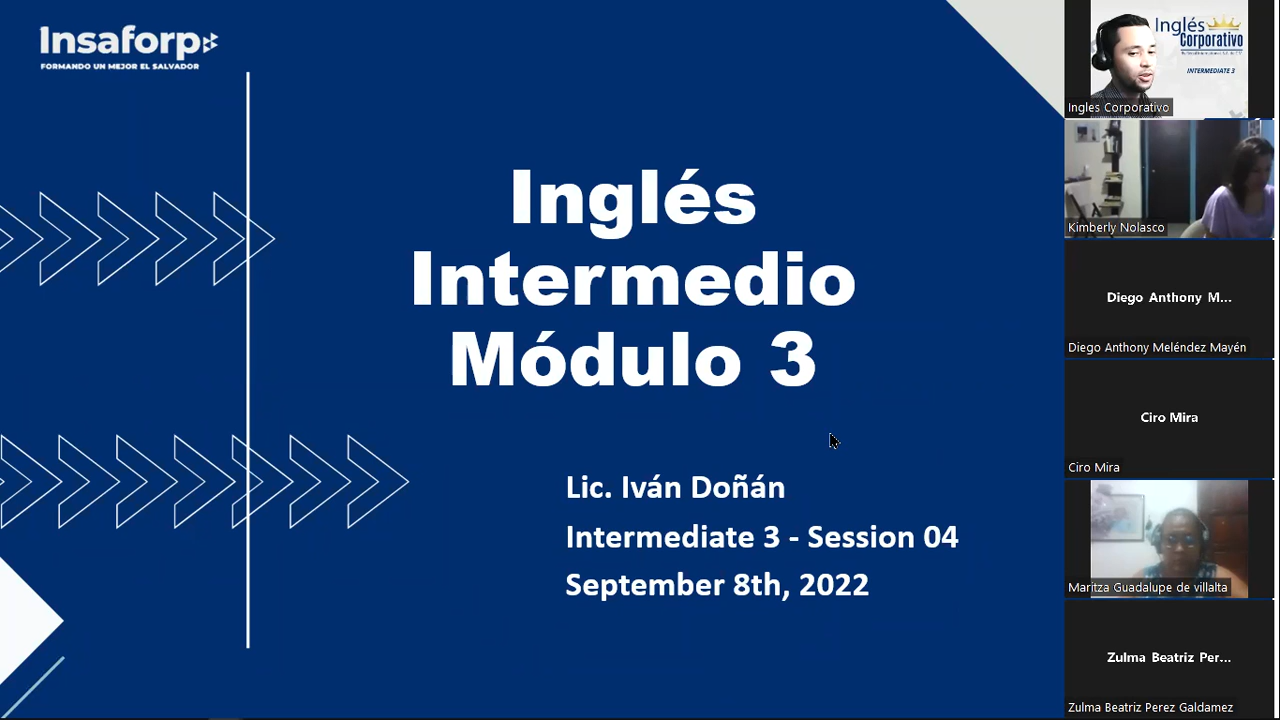 Insaforp
FORMANDO UN MEJOR EL SALVADOR
Inglés
Intermedio
Módulo 3
Lic. Iván Doñán
Intermediate 3 - Session 04
September 8th, 2022
Inglés
Corporativo
INTERMEDIATE 3
Ingles Corporativo
Kimberly Nolasco
Diego Anthony M...
Diego Anthony Meléndez Mayén
Ciro Mira
Ciro Mira
Maritza Guadalupe de villalta
Zulma Beatriz Per...
Zulma Beatriz Perez Galdamez